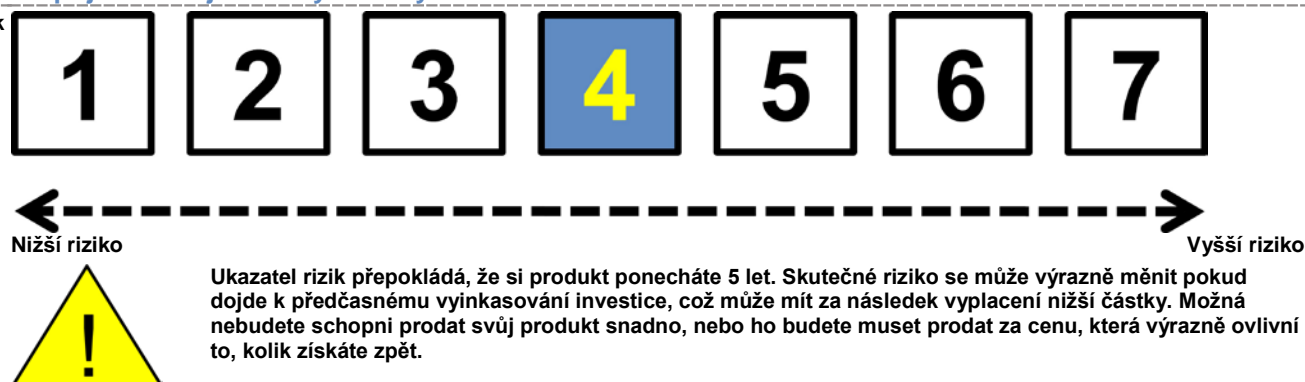 1 2 3 4 5 6 7
Nižší riziko Vyšší riziko
Ukazatel rizik přepokládá, že si produkt ponecháte 5 let. Skutečné riziko se může výrazně měnit pokud
dojde k předčasnému vyinkasování investice, což může mít za následek vyplacení nižší částky. Možná
nebudete schopni prodat svůj produkt snadno, nebo ho budete muset prodat za cenu, která výrazně ovlivní
to, kolik získáte zpět.
!